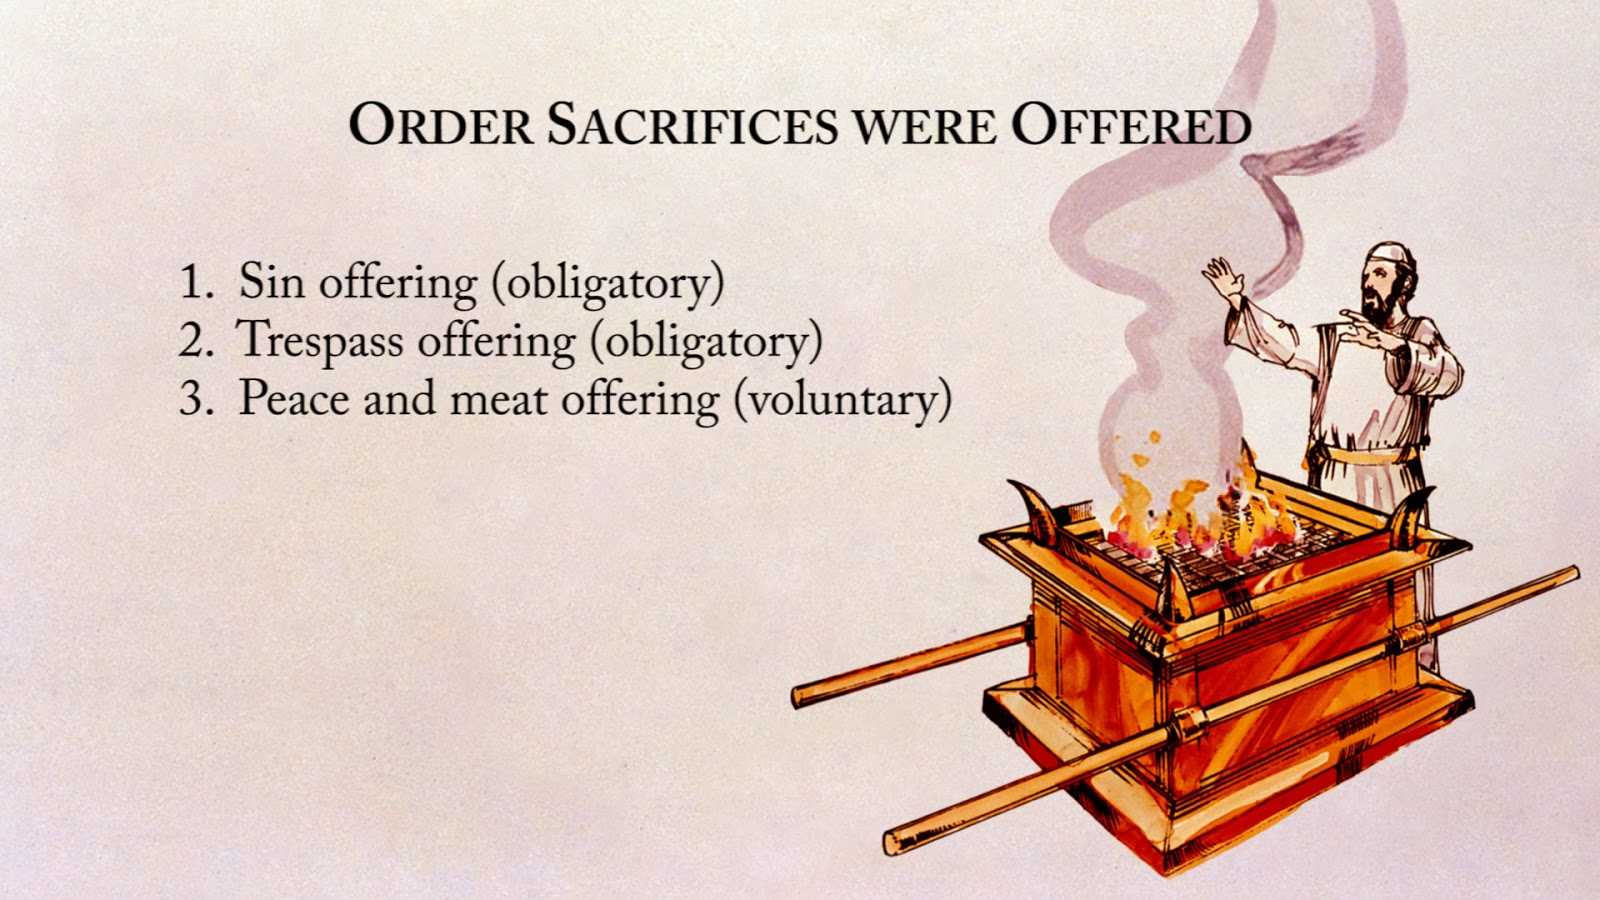 Order Sacrifices were Offered
1. Sin offering (obligatory)
2. Trespass offering (obligatory)
3. Peace and meat offering (voluntary)